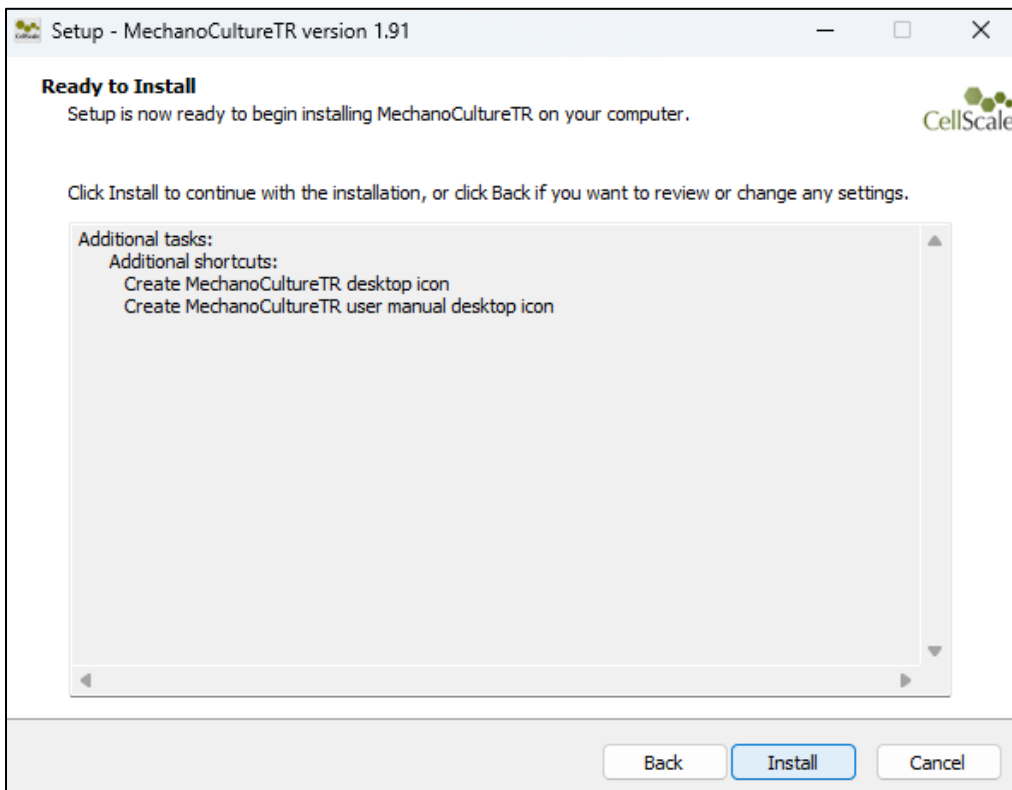 Setup - MechanoCultureTR version 1.91
Ready to Install
Setup is now ready to begin installing MechanoCultureTR on your computer.
CellScale
Click Install to continue with the installation, or click Back if you want to review or change any settings.
Additional tasks:
Additional shortcuts:
Create MechanoCultureTR desktop icon
Create MechanoCultureTR user manual desktop icon
Back Install Cancel